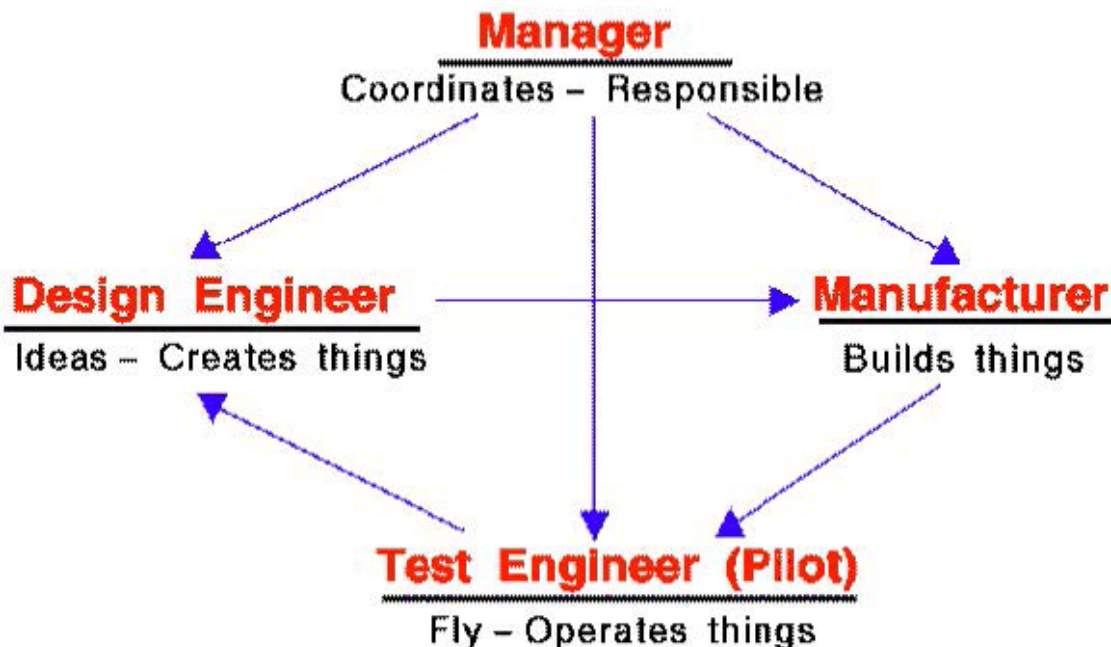 Manager
Coordinates – Responsible
Design Engineer
Ideas – Creates things
Manufacturer
Builds things
Test Engineer (Pilot)
Fly – Operates things